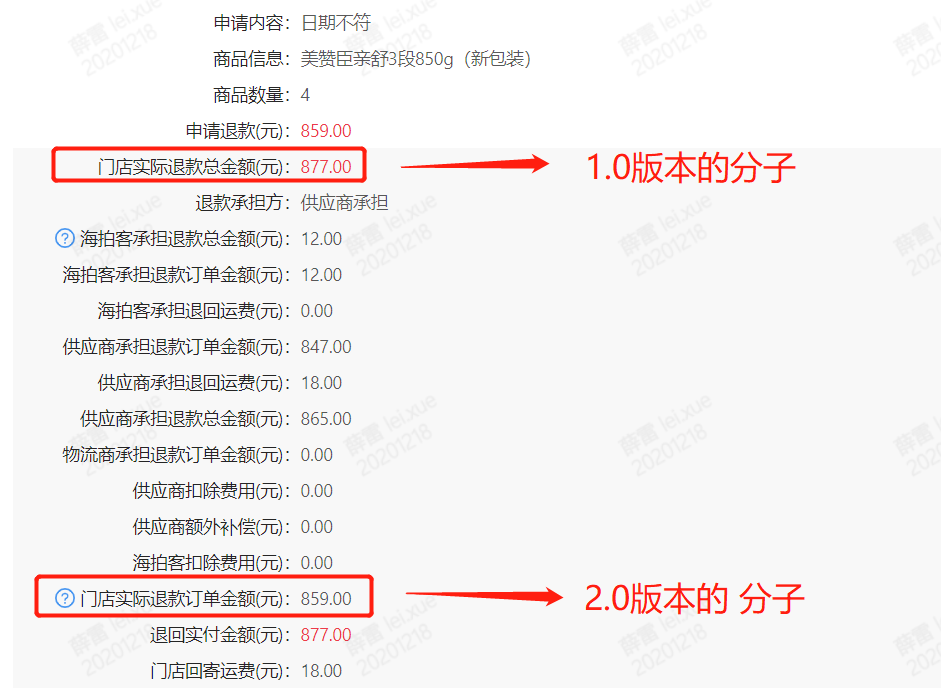 申请内容：日期不符
商品信息：美赞臣亲舒3段850g（新包装）
商品数量：4
申请退款(元)：859.00
门店实际退款总金额(元)：877.00 1.0版本的分子
退款承担方：供应商承担
? 海拍客承担退款总金额(元)：12.00
海拍客承担退款订单金额(元)：12.00
海拍客承担退回运费(元)：0.00
供应商承担退款订单金额(元)：847.00
供应商承担退回运费(元)：18.00
供应商承担退款总金额(元)：865.00
物流商承担退款订单金额(元)：0.00
供应商扣除费用(元)：0.00
供应商额外补偿(元)：0.00
海拍客扣除费用(元)：0.00
? 门店实际退款订单金额(元)：859.00 2.0版本的 分子
退回实付金额(元)：877.00
门店回寄运费(元)：18.00
薛雷 lei.xue
20201218